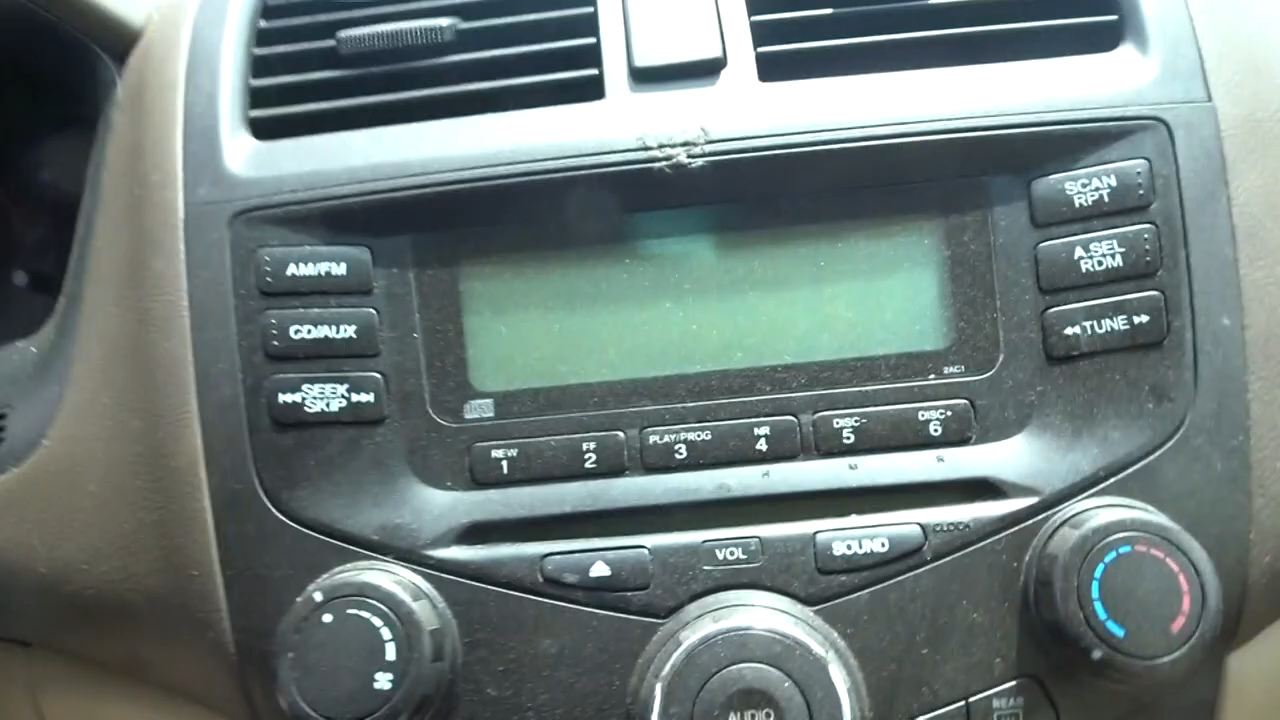 SCAN
RPT
AM/FM
A.SEL
RDM
CD/AUX
TUNE
SEEK
SKIP
2AC1
REW
1
FF
2
PLAY/PROG
3
NR
4
DISC-
5
DISC+
6
H
M
R
VOL
SOUND
CLOCK
AUDIO
REAR